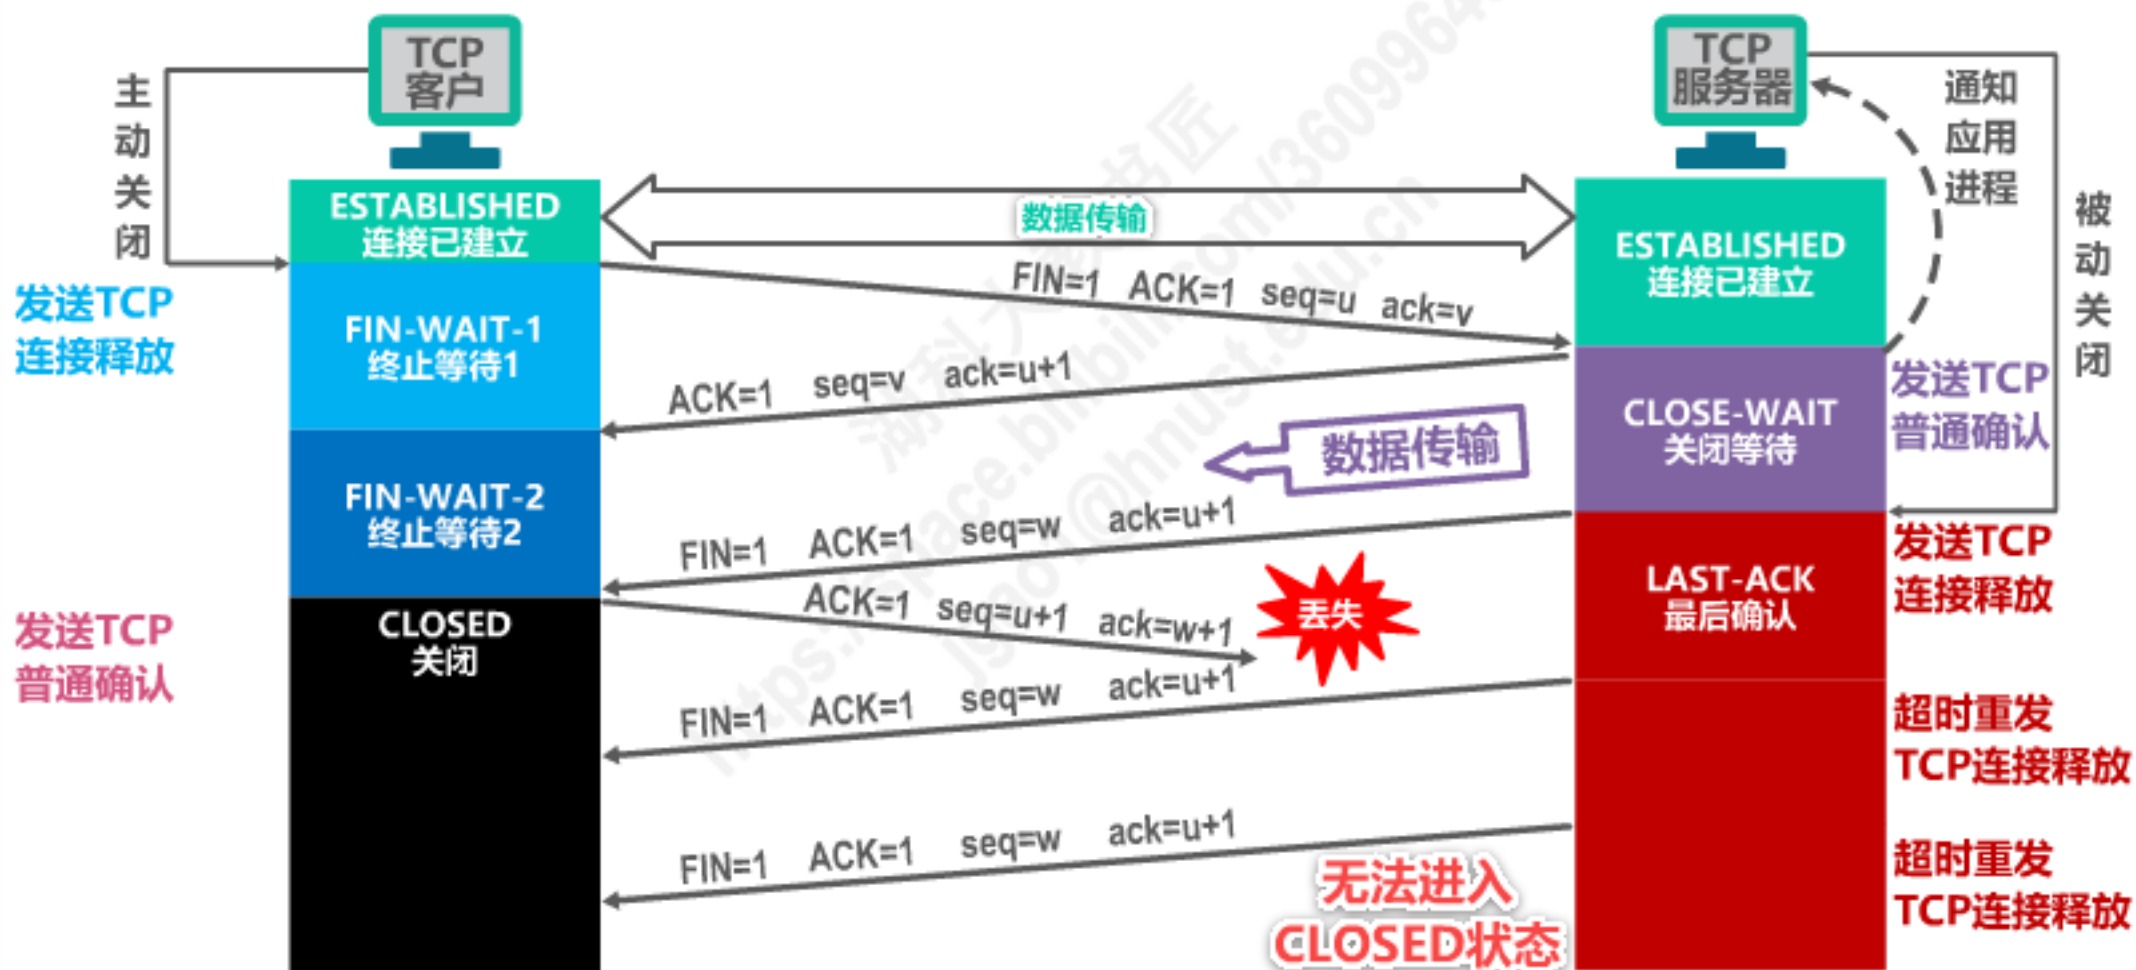 TCP
客户
TCP
服务器
主动关闭
通知
应用
进程
被动关闭
ESTABLISHED
连接已建立
数据传输
ESTABLISHED
连接已建立
FIN=1 ACK=1 seq=u ack=v
发送TCP
连接释放
FIN-WAIT-1
终止等待1
ACK=1 seq=v ack=u+1
CLOSE-WAIT
关闭等待
发送TCP
普通确认
数据传输
FIN-WAIT-2
终止等待2
FIN=1 ACK=1 seq=w ack=u+1
LAST-ACK
最后确认
发送TCP
连接释放
发送TCP
普通确认
CLOSED
关闭
ACK=1 seq=u+1 ack=w+1
丢失
FIN=1 ACK=1 seq=w ack=u+1
超时重发
TCP连接释放
FIN=1 ACK=1 seq=w ack=u+1
超时重发
TCP连接释放
无法进入
CLOSED状态